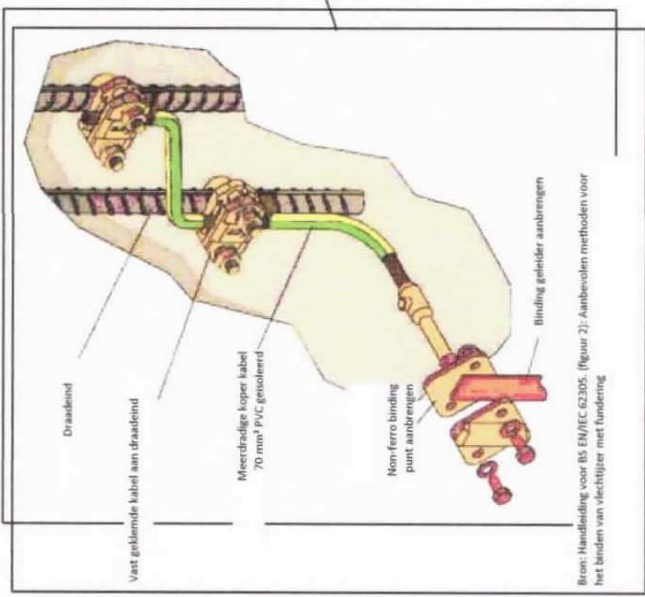 Draadeind
Vast geklemde kabel aan draadeind
Meerdradige koper kabel
70 mm² PVC geisoleerd
Non-ferro binding
punt aanbrengen
Binding geleider aanbrengen
Bron: Handleiding voor BS EN/IEC 62305. (figuur 2): Aanbevolen methoden voor
het binden van vlechtijzer met fundering